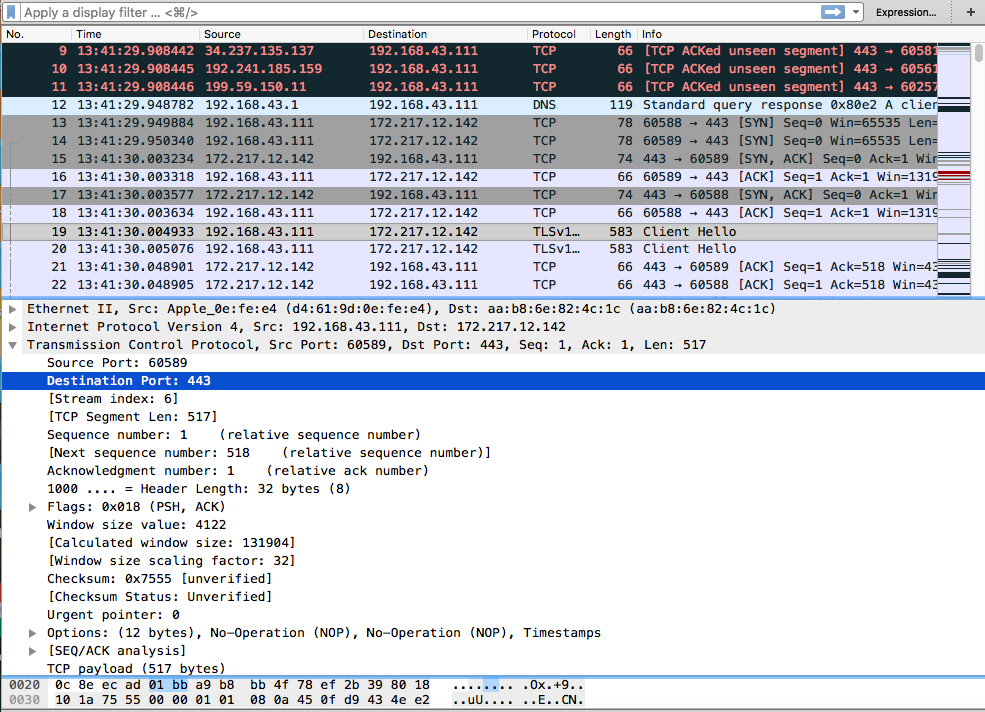 Apply a display filter ... <⌘/> Expression... +
No. Time Source Destination Protocol Length Info
9 13:41:29.908442 34.237.135.137 192.168.43.111 TCP 66 [TCP ACKed unseen segment] 443 → 60581
10 13:41:29.908445 192.241.185.159 192.168.43.111 TCP 66 [TCP ACKed unseen segment] 443 → 60561
11 13:41:29.908446 199.59.150.11 192.168.43.111 TCP 66 [TCP ACKed unseen segment] 443 → 60257
12 13:41:29.948782 192.168.43.1 192.168.43.111 DNS 119 Standard query response 0x80e2 A clien
13 13:41:29.949884 192.168.43.111 172.217.12.142 TCP 78 60588 → 443 [SYN] Seq=0 Win=65535 Len=
14 13:41:29.950340 192.168.43.111 172.217.12.142 TCP 78 60589 → 443 [SYN] Seq=0 Win=65535 Len=
15 13:41:30.003234 172.217.12.142 192.168.43.111 TCP 74 443 → 60589 [SYN, ACK] Seq=0 Ack=1 Win
16 13:41:30.003318 192.168.43.111 172.217.12.142 TCP 66 60589 → 443 [ACK] Seq=1 Ack=1 Win=1319
17 13:41:30.003577 172.217.12.142 192.168.43.111 TCP 74 443 → 60588 [SYN, ACK] Seq=0 Ack=1 Win
18 13:41:30.003634 192.168.43.111 172.217.12.142 TCP 66 60588 → 443 [ACK] Seq=1 Ack=1 Win=1319
19 13:41:30.004933 192.168.43.111 172.217.12.142 TLSv1… 583 Client Hello
20 13:41:30.005076 192.168.43.111 172.217.12.142 TLSv1… 583 Client Hello
21 13:41:30.048901 172.217.12.142 192.168.43.111 TCP 66 443 → 60589 [ACK] Seq=1 Ack=518 Win=43
22 13:41:30.048905 172.217.12.142 192.168.43.111 TCP 66 443 → 60588 [ACK] Seq=1 Ack=518 Win=43
Ethernet II, Src: Apple_0e:fe:e4 (d4:61:9d:0e:fe:e4), Dst: aa:b8:6e:82:4c:1c (aa:b8:6e:82:4c:1c)
Internet Protocol Version 4, Src: 192.168.43.111, Dst: 172.217.12.142
Transmission Control Protocol, Src Port: 60589, Dst Port: 443, Seq: 1, Ack: 1, Len: 517
Source Port: 60589
Destination Port: 443
[Stream index: 6]
[TCP Segment Len: 517]
Sequence number: 1 (relative sequence number)
[Next sequence number: 518 (relative sequence number)]
Acknowledgment number: 1 (relative ack number)
1000 .... = Header Length: 32 bytes (8)
Flags: 0x018 (PSH, ACK)
Window size value: 4122
[Calculated window size: 131904]
[Window size scaling factor: 32]
Checksum: 0x7555 [unverified]
[Checksum Status: Unverified]
Urgent pointer: 0
Options: (12 bytes), No-Operation (NOP), No-Operation (NOP), Timestamps
[SEQ/ACK analysis]
TCP payload (517 bytes)
0020 0c 8e ec ad 01 bb a9 b8 bb 4f 78 ef 2b 39 80 18 ........ .Ox.+9..
0030 10 1a 75 55 00 00 01 01 08 0a 45 0f d9 43 4e e2 ..uU.... ..E..CN.